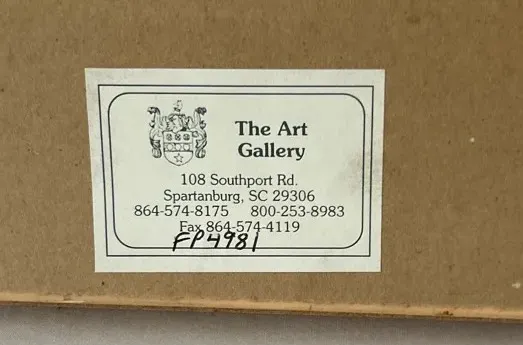 The Art
Gallery
108 Southport Rd.
Spartanburg, SC 29306
864-574-8175 800-253-8983
Fax 864-574-4119
FP4981